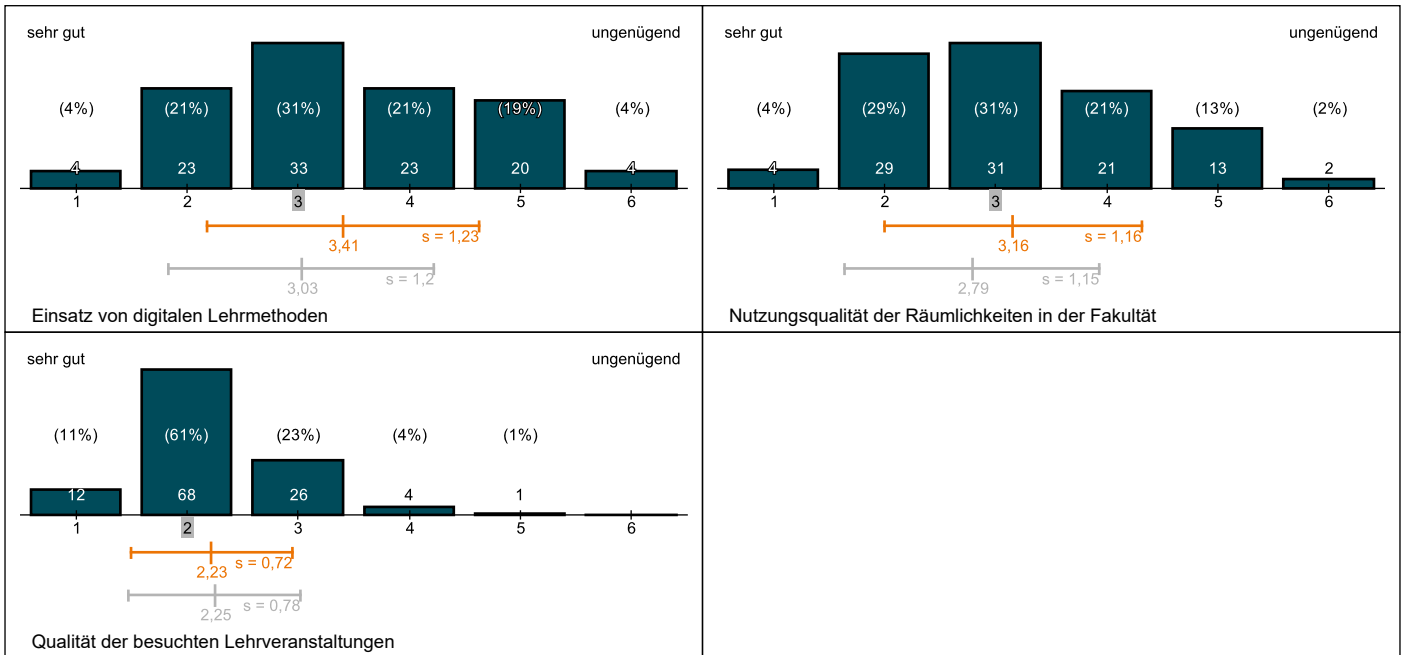 sehr gut ungenügend
(4%) (21%) (31%) (21%) (19%) (4%)
4 23 33 23 20 4
1 2 3 4 5 6
s = 1,23
3,41
s = 1,2
3,03
Einsatz von digitalen Lehrmethoden
sehr gut ungenügend
(4%) (29%) (31%) (21%) (13%) (2%)
4 29 31 21 13 2
1 2 3 4 5 6
s = 1,16
3,16
s = 1,15
2,79
Nutzungsqualität der Räumlichkeiten in der Fakultät
sehr gut ungenügend
(11%) (61%) (23%) (4%) (1%)
12 68 26 4 1
1 2 3 4 5 6
s = 0,72
2,23
s = 0,78
2,25
Qualität der besuchten Lehrveranstaltungen